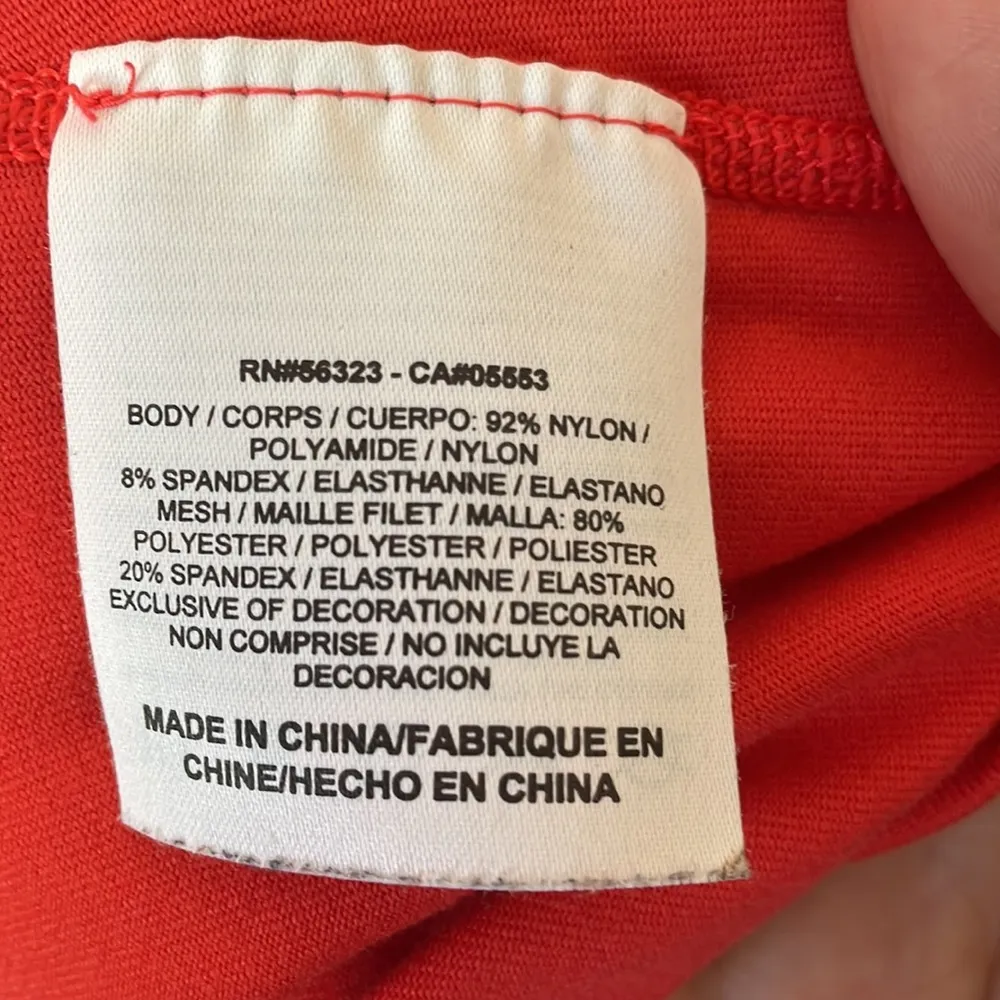 RN#56323 - CA#05553
BODY / CORPS / CUERPO: 92% NYLON /
POLYAMIDE / NYLON
8% SPANDEX / ELASTHANNE / ELASTANO
MESH / MAILLE FILET / MALLA: 80%
POLYESTER / POLYESTER / POLIESTER
20% SPANDEX / ELASTHANNE / ELASTANO
EXCLUSIVE OF DECORATION / DECORATION
NON COMPRISE / NO INCLUYE LA
DECORACION
MADE IN CHINA/FABRIQUE EN
CHINE/HECHO EN CHINA